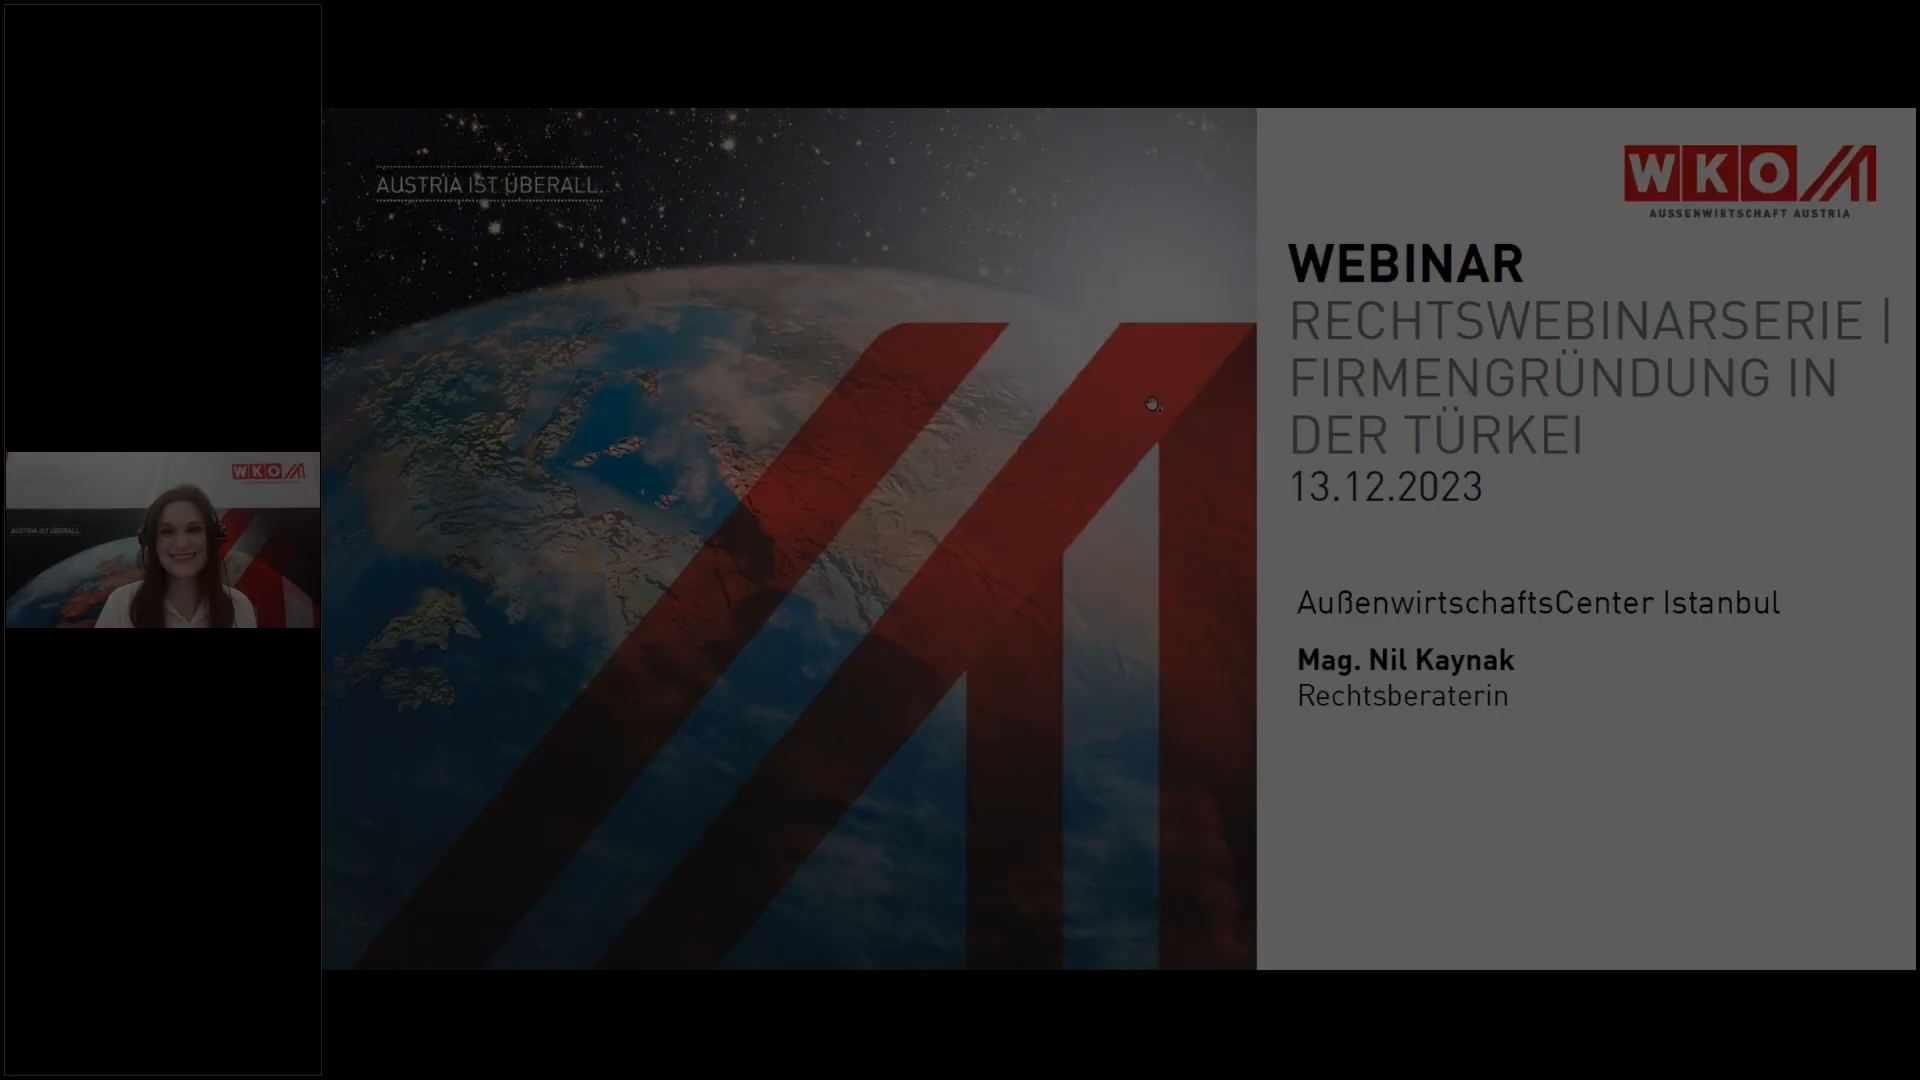 AUSTRIA IST ÜBERALL.
WKO
AUSSENWIRTSCHAFT AUSTRIA
WEBINAR
RECHTSWEBINARSERIE |
FIRMENGRÜNDUNG IN
DER TÜRKEI
13.12.2023
AußenwirtschaftsCenter Istanbul
Mag. Nil Kaynak
Rechtsberaterin
WKO
AUSTRIA IST ÜBERALL.